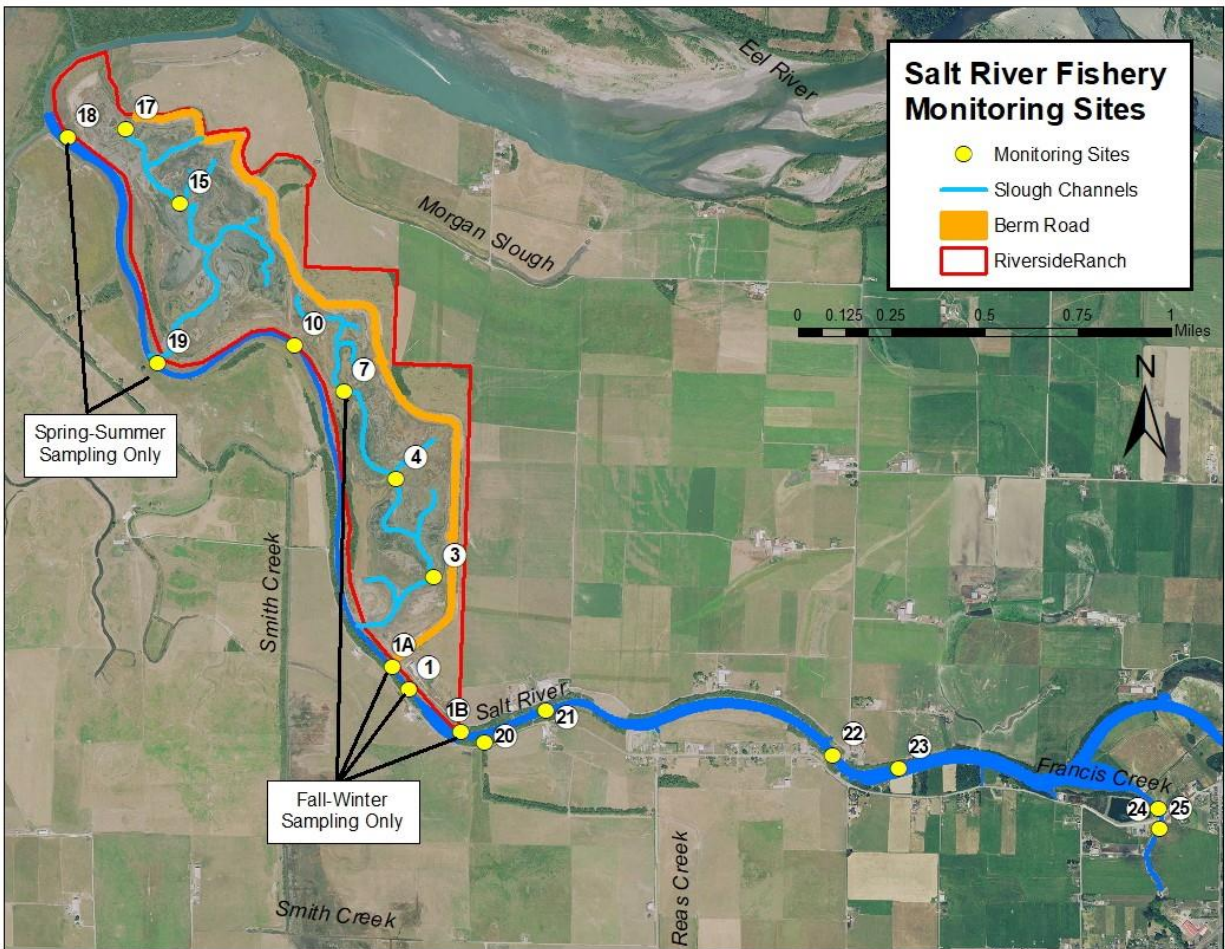 Eel River
Salt River Fishery
Monitoring Sites
Monitoring Sites
Slough Channels
Berm Road
RiversideRanch
0 0.125 0.25 0.5 0.75 1
Miles
N
18
17
15
Morgan Slough
10
19
7
Spring-Summer
Sampling Only
4
3
Smith Creek
1A
1
1B
Salt River
20
21
22
23
Francis Creek
24
25
Fall-Winter
Sampling Only
Reas Creek
Smith Creek